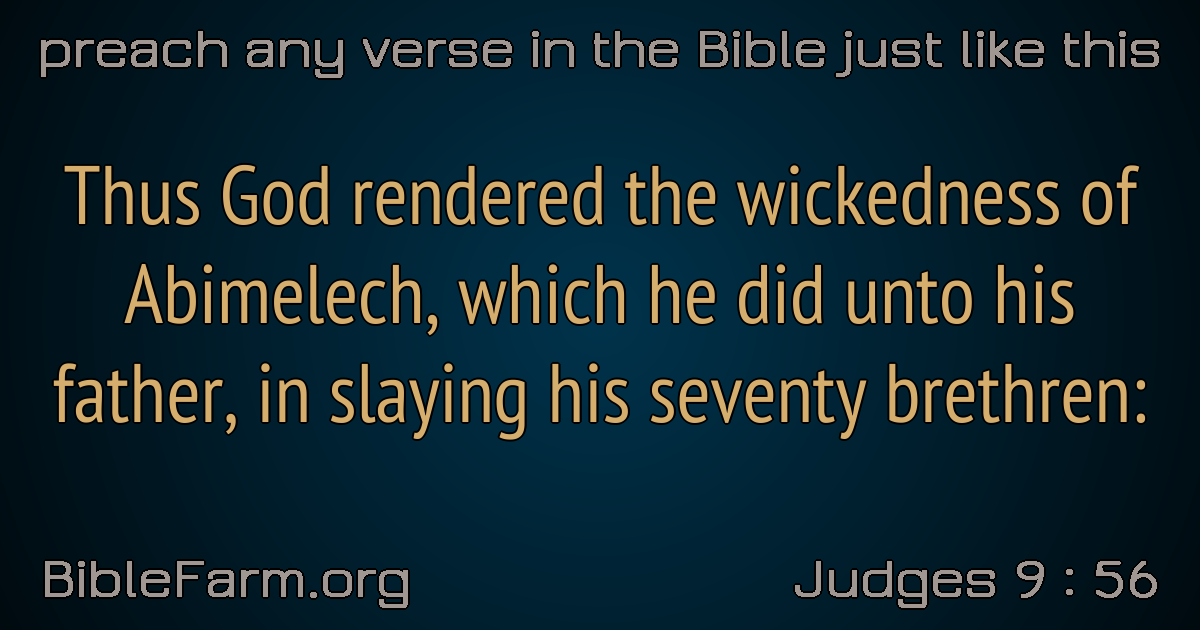 preach any verse in the Bible just like this
Thus God rendered the wickedness of
Abimelech, which he did unto his
father, in slaying his seventy brethren:
BibleFarm.org
Judges 9 : 56